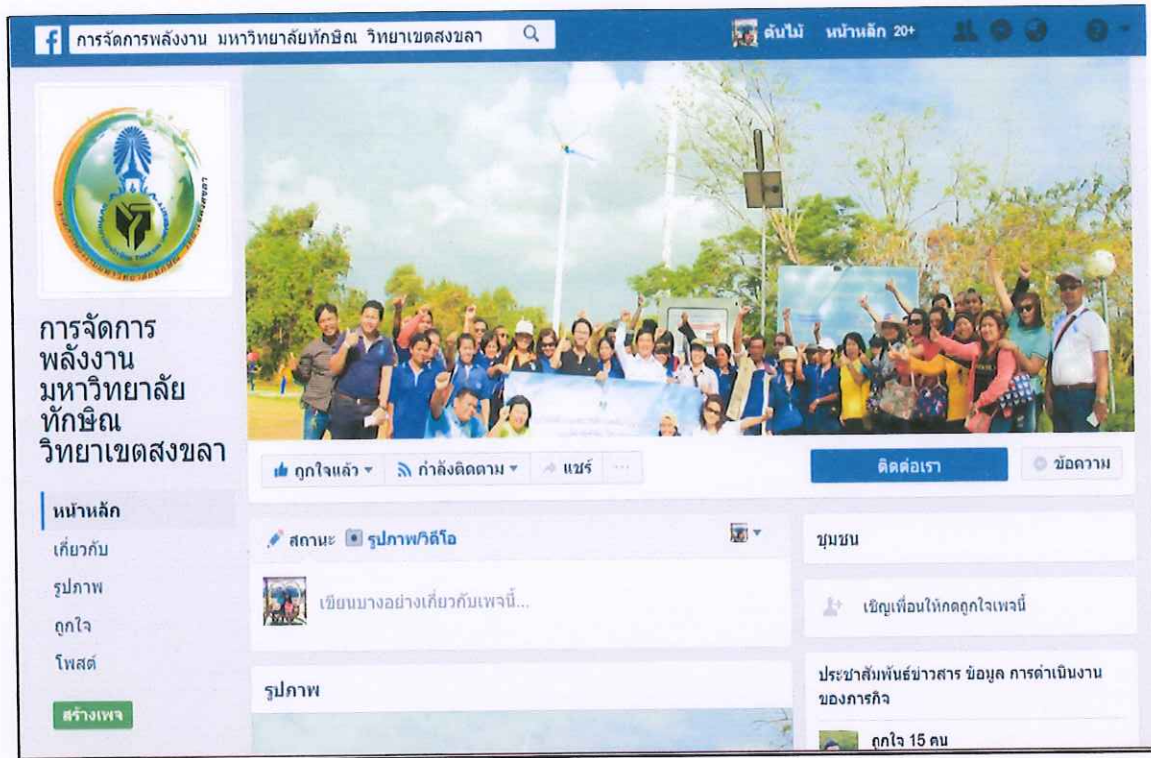 การจัดการพลังงาน มหาวิทยาลัยทักษิณ วิทยาเขตสงขลา
ต้นไม้ หน้าหลัก 20+
การจัดการ
พลังงาน
มหาวิทยาลัย
ทักษิณ
วิทยาเขตสงขลา
หน้าหลัก
เกี่ยวกับ
รูปภาพ
ถูกใจ
โพสต์
สร้างเพจ
ถูกใจแล้ว กำลังติดตาม แชร์ ...
ติดต่อเรา ข้อความ
สถานะ รูปภาพ/วิดีโอ
เขียนบางอย่างเกี่ยวกับเพจนี้...
รูปภาพ
ชุมชน
เชิญเพื่อนให้กดถูกใจเพจนี้
ประชาสัมพันธ์ข่าวสาร ข้อมูล การดำเนินงาน
ของภารกิจ
ถูกใจ 15 คน